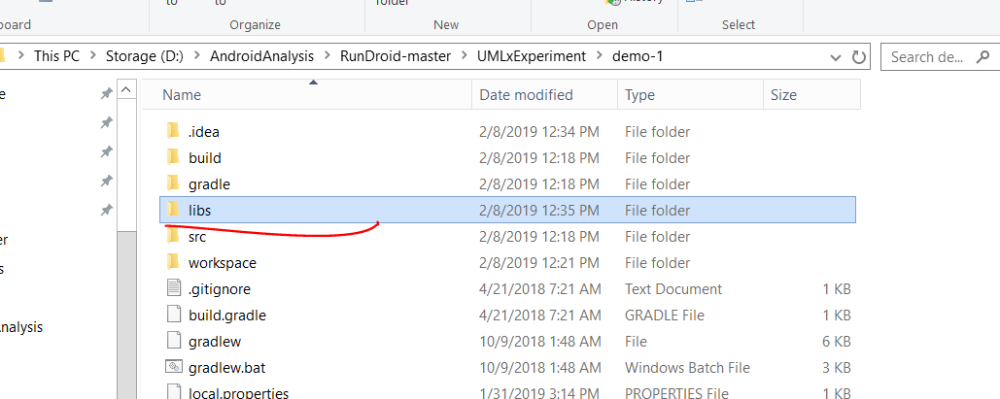 to to folder
Organize New Open Select
This PC Storage (D:) AndroidAnalysis RunDroid-master UMLxExperiment demo-1 Search de...
Name Date modified Type Size
.idea 2/8/2019 12:34 PM File folder
build 2/8/2019 12:18 PM File folder
gradle 2/8/2019 12:18 PM File folder
libs 2/8/2019 12:35 PM File folder
src 2/8/2019 12:18 PM File folder
workspace 2/8/2019 12:21 PM File folder
.gitignore 4/21/2018 7:21 AM Text Document 1 KB
build.gradle 4/21/2018 7:21 AM GRADLE File 1 KB
gradlew 10/9/2018 1:48 AM File 6 KB
nalysis
gradlew.bat 10/9/2018 1:48 AM Windows Batch File 3 KB
local.properties 1/31/2019 3:14 PM PROPERTIES File 1 KB